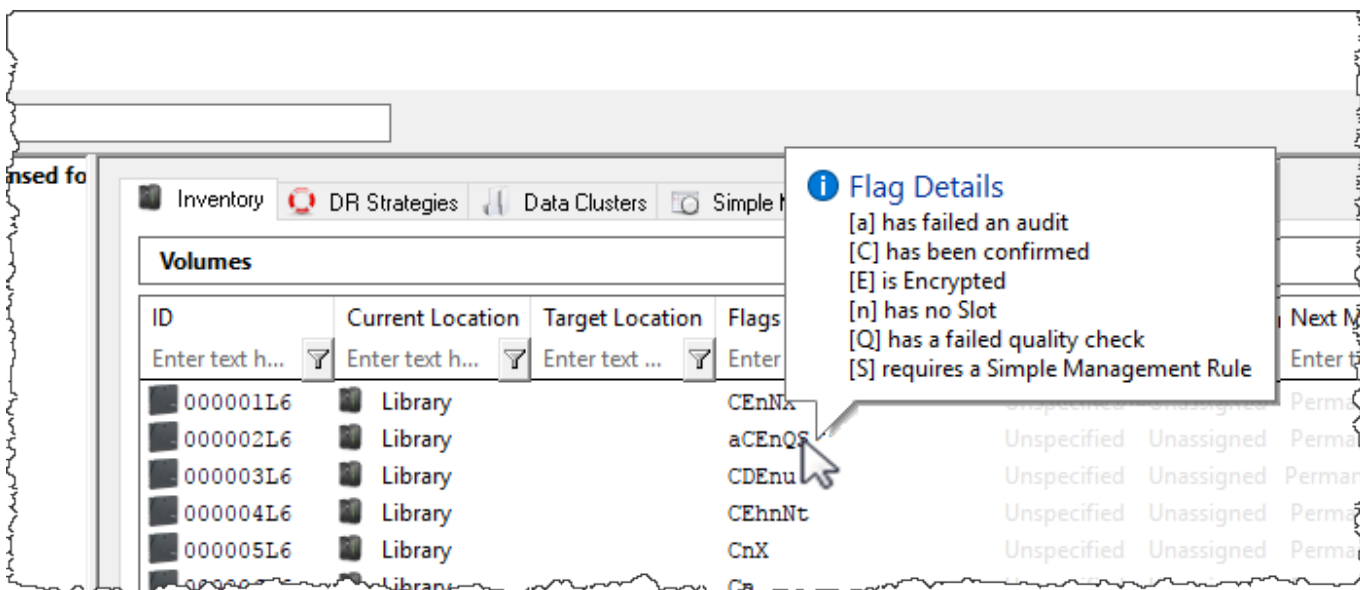 nsed fo
Inventory DR Strategies Data Clusters Simple
Flag Details
[a] has failed an audit
[C] has been confirmed
[E] is Encrypted
[n] has no Slot
[Q] has a failed quality check
[S] requires a Simple Management Rule
Volumes
ID Current Location Target Location Flags Next M
Enter text h... Enter text h... Enter text ... Enter Enter t
000001L6 Library CEnNX Perma
000002L6 Library aCEnQS Unspecified Unassigned Perma
000003L6 Library CDEnu Unspecified Unassigned Perman
000004L6 Library CEhnNt Unspecified Unassigned Perma
000005L6 Library CnX Unspecified Unassigned Perma
Library